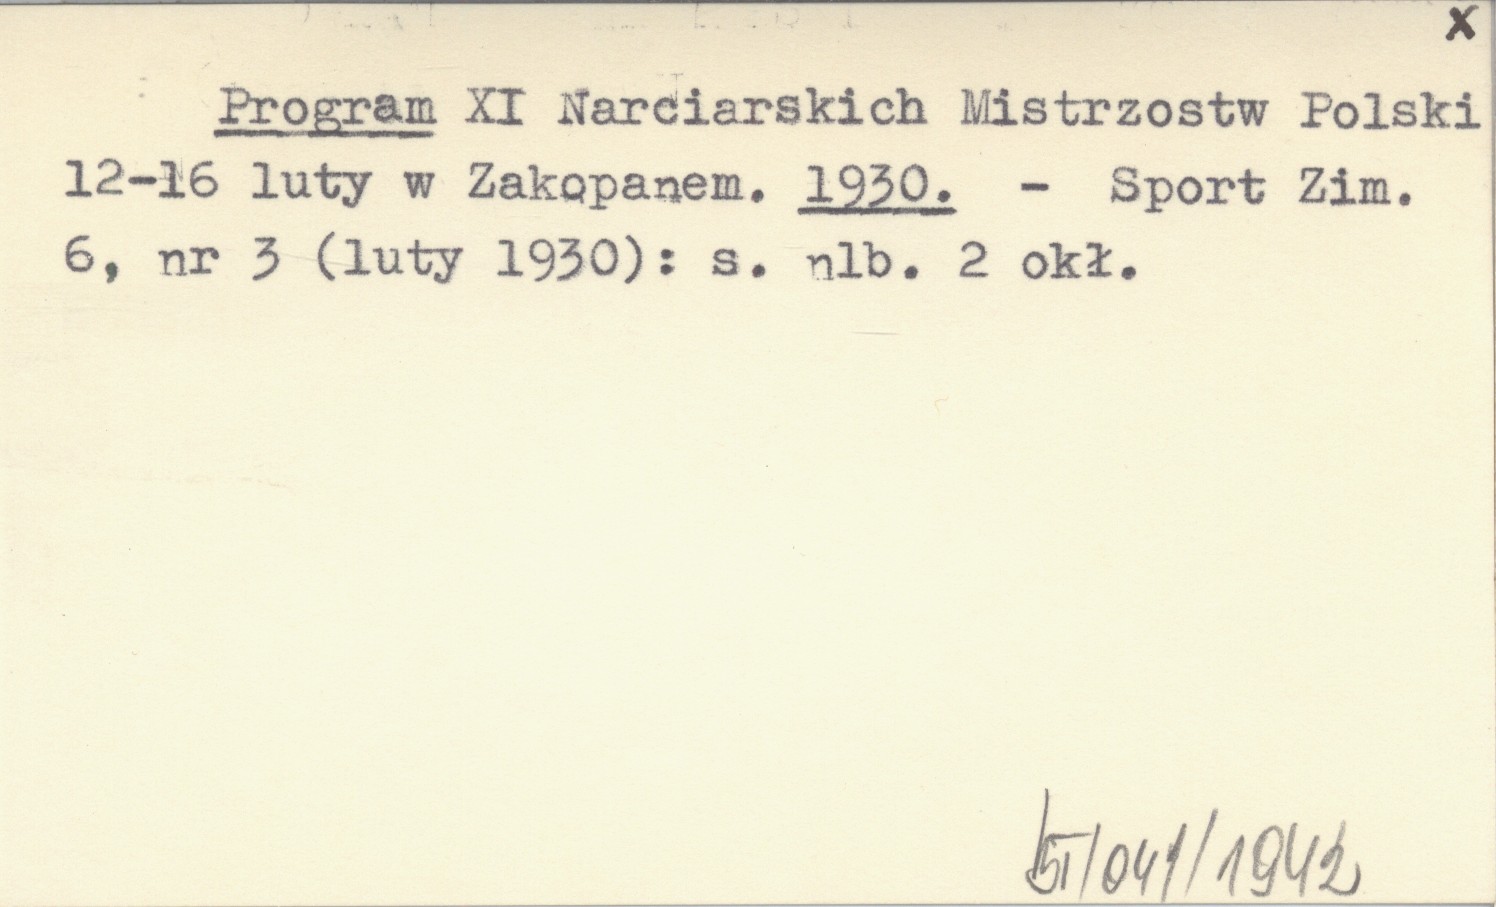 x
Program XI Narciarskich Mistrzostw Polski
12-16 luty w Zakopanem. 1930. - Sport Zim.
6, nr 3 (luty 1930): s. nlb. 2 okł.
/041/1942